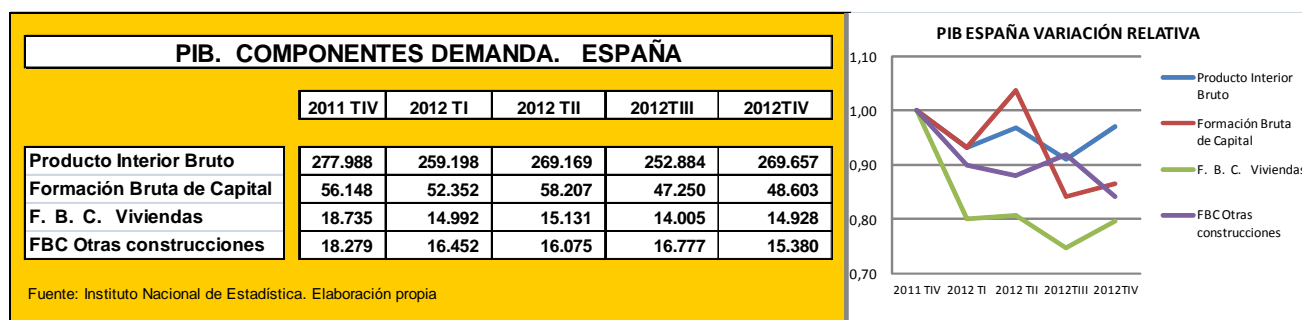 PIB. COMPONENTES DEMANDA. ESPAÑA
2011 TIV 2012 TI 2012 TII 2012TIII 2012TIV
Producto Interior Bruto 277.988 259.198 269.169 252.884 269.657
Formación Bruta de Capital 56.148 52.352 58.207 47.250 48.603
F. B. C. Viviendas 18.735 14.992 15.131 14.005 14.928
FBC Otras construcciones 18.279 16.452 16.075 16.777 15.380
Fuente: Instituto Nacional de Estadística. Elaboración propia
PIB ESPAÑA VARIACIÓN RELATIVA
1,10
1,00
0,90
0,80
0,70
2011 TIV 2012 TI 2012 TII 2012TIII 2012TIV
Producto Interior
Bruto
Formación Bruta
de Capital
F. B. C. Viviendas
FBC Otras
construcciones